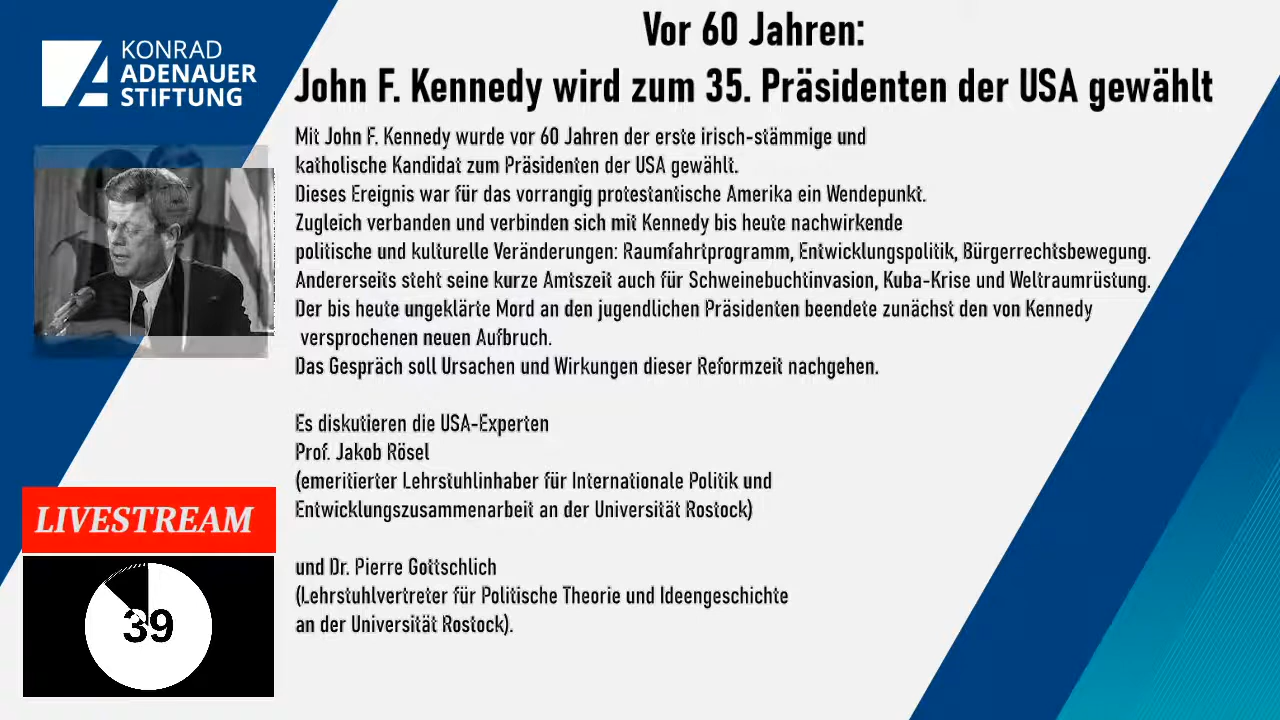 KONRAD
ADENAUER
STIFTUNG
Vor 60 Jahren:
John F. Kennedy wird zum 35. Präsidenten der USA gewählt
Mit John F. Kennedy wurde vor 60 Jahren der erste irisch-stämmige und
katholische Kandidat zum Präsidenten der USA gewählt.
Dieses Ereignis war für das vorrangig protestantische Amerika ein Wendepunkt.
Zugleich verbanden und verbinden sich mit Kennedy bis heute nachwirkende
politische und kulturelle Veränderungen: Raumfahrtprogramm, Entwicklungspolitik, Bürgerrechtsbewegung.
Andererseits steht seine kurze Amtszeit auch für Schweinebuchtinvasion, Kuba-Krise und Weltraumrüstung.
Der bis heute ungeklärte Mord an den jugendlichen Präsidenten beendete zunächst den von Kennedy
versprochenen neuen Aufbruch.
Das Gespräch soll Ursachen und Wirkungen dieser Reformzeit nachgehen.
Es diskutieren die USA-Experten
Prof. Jakob Rösel
(emeritierter Lehrstuhlinhaber für Internationale Politik und
Entwicklungszusammenarbeit an der Universität Rostock)
und Dr. Pierre Gottschlich
(Lehrstuhlvertreter für Politische Theorie und Ideengeschichte
an der Universität Rostock).
LIVESTREAM
39